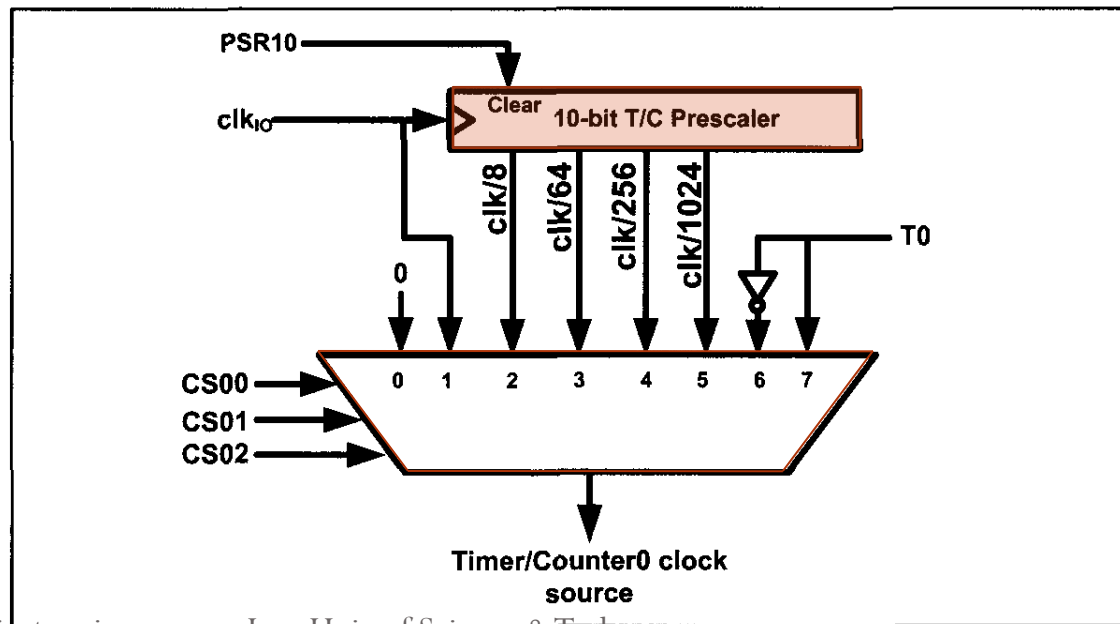 PSR10
Clear
10-bit T/C Prescaler
clkIO
clk/8
clk/64
clk/256
clk/1024
T0
0
0 1 2 3 4 5 6 7
CS00
CS01
CS02
Timer/Counter0 clock
source